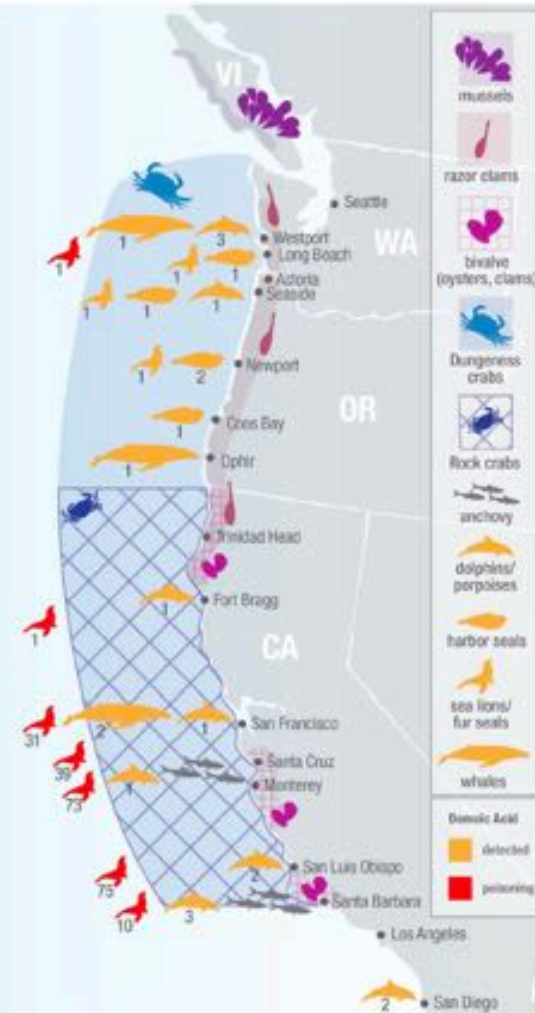 VI
Seattle
WA
1
3
Westport
1
1
1
Long Beach
Astoria
Seaside
1
1
1
1
2
Newport
OR
1
Coos Bay
1
Ophir
Trinidad Head
1
Fort Bragg
1
CA
31
2
1
San Francisco
39
Santa Cruz
73
1
Monterey
75
2
San Luis Obispo
10
3
Santa Barbara
Los Angeles
2
San Diego
mussels
razor clams
bivalve
(oysters, clams)
Dungeness
crabs
Rock crabs
anchovy
dolphins/
porpoises
harbor seals
sea lions/
fur seals
whales
Domoic Acid
detected
poisoning